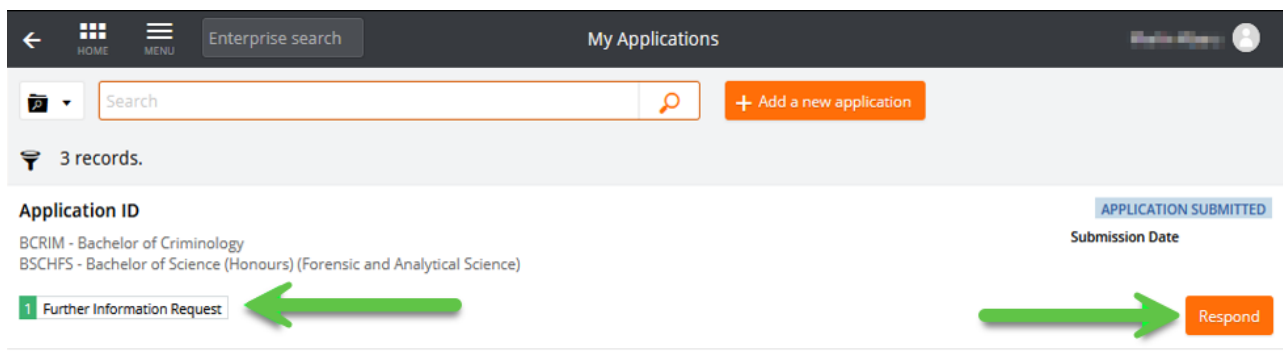 HOME
MENU
Enterprise search
My Applications
Search
+ Add a new application
3 records.
Application ID
APPLICATION SUBMITTED
BCRIM - Bachelor of Criminology
Submission Date
BSCHFS - Bachelor of Science (Honours) (Forensic and Analytical Science)
1 Further Information Request
Respond